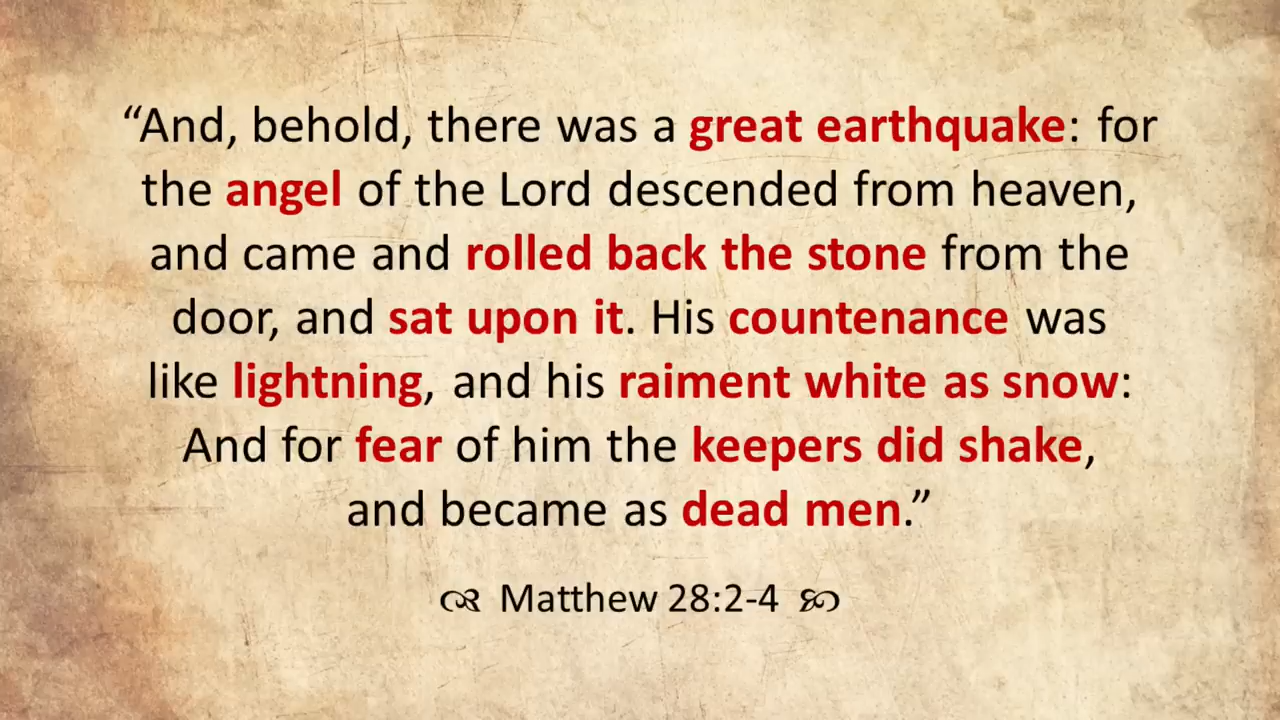 “And, behold, there was a great earthquake: for
the angel of the Lord descended from heaven,
and came and rolled back the stone from the
door, and sat upon it. His countenance was
like lightning, and his raiment white as snow:
And for fear of him the keepers did shake,
and became as dead men.”
Matthew 28:2-4